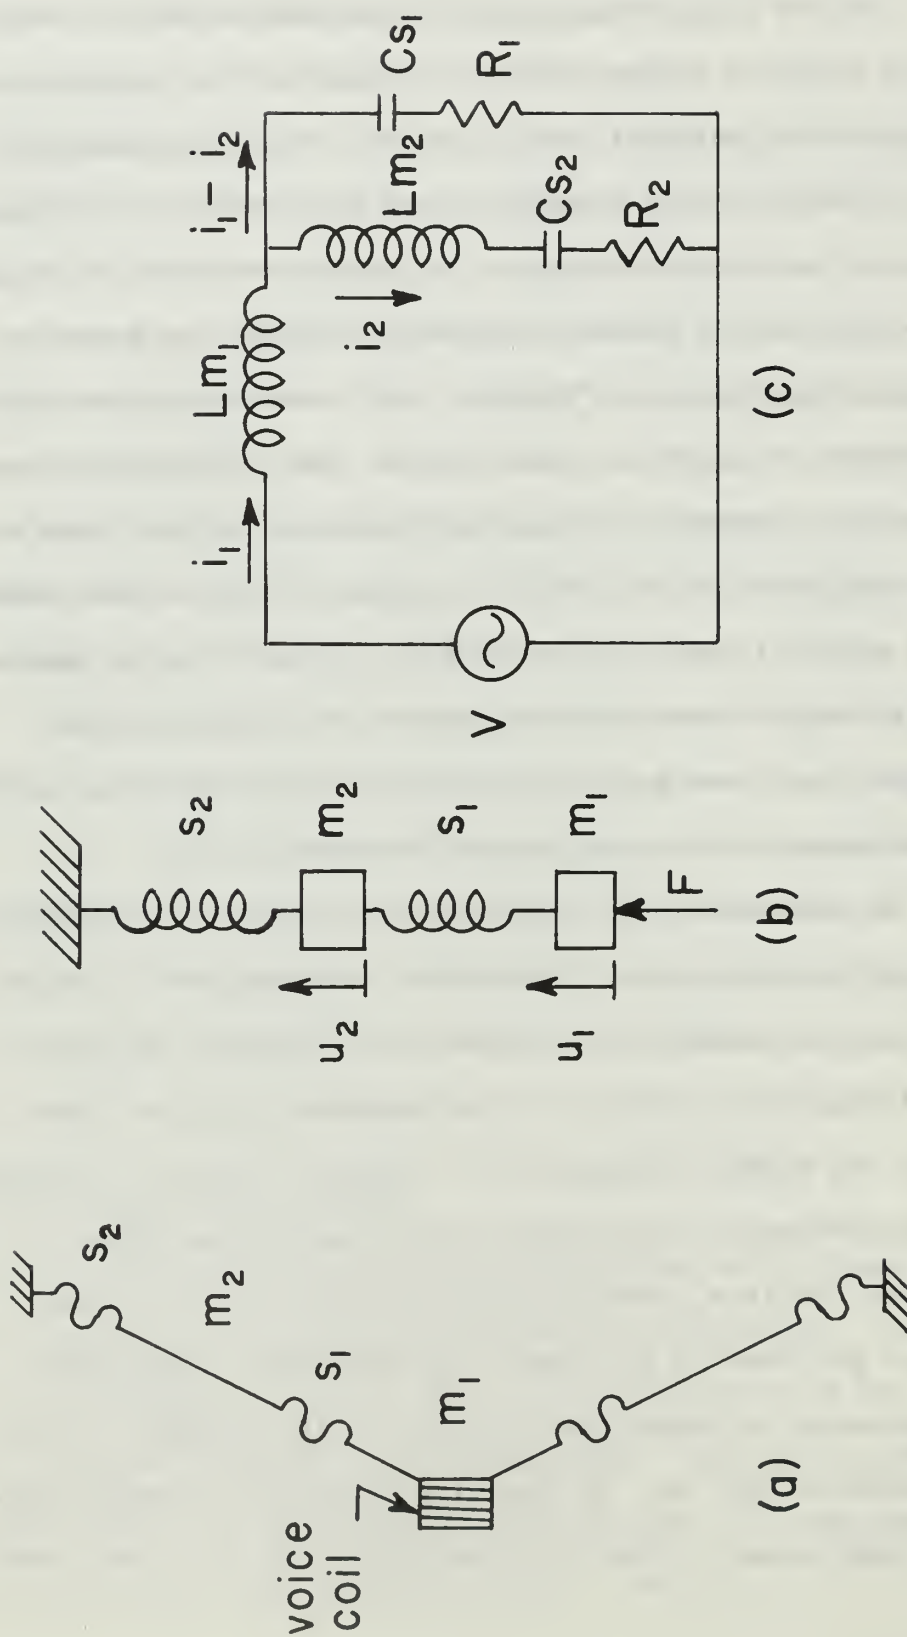 voice
coil
s₂
m₂
s₁
m₁
(a)
s₂
m₂
s₁
m₁
u₂
u₁
F
(b)
V
i₁
Lm₁
i₁ – i₂
i₂
Lm₂
Cs₂
R₂
Cs₁
R₁
(c)